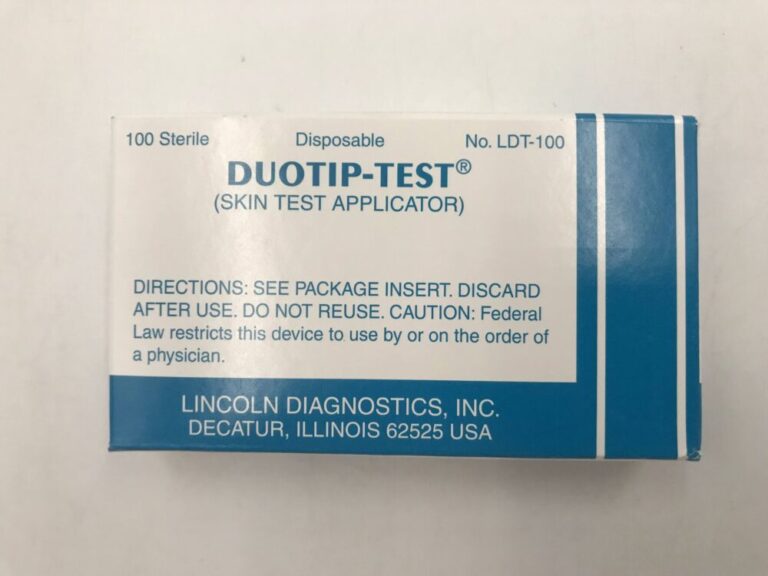 100 Sterile Disposable No. LDT-100
DUOTIP-TEST®
(SKIN TEST APPLICATOR)
DIRECTIONS: SEE PACKAGE INSERT. DISCARD
AFTER USE. DO NOT REUSE. CAUTION: Federal
Law restricts this device to use by or on the order of
a physician.
LINCOLN DIAGNOSTICS, INC.
DECATUR, ILLINOIS 62525 USA